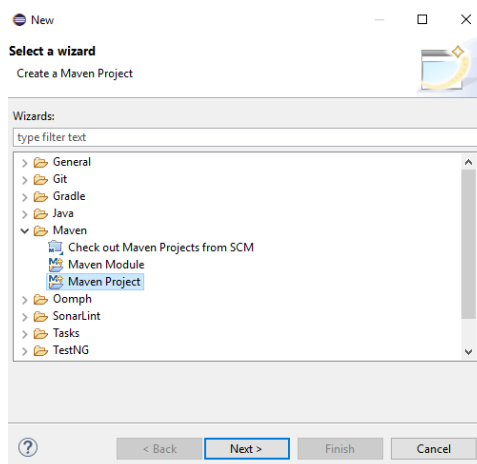 New
Select a wizard
Create a Maven Project
Wizards:
type filter text
General
Git
Gradle
Java
Maven
Check out Maven Projects from SCM
Maven Module
Maven Project
Oomph
SonarLint
Tasks
TestNG
? < Back Next > Finish Cancel